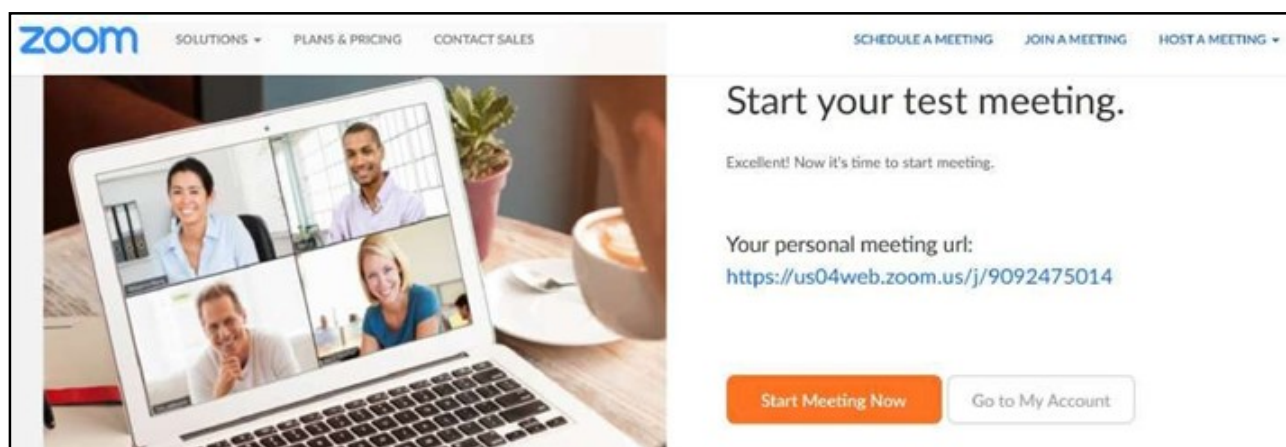 zoom SOLUTIONS PLANS & PRICING CONTACT SALES SCHEDULE A MEETING JOIN A MEETING HOST A MEETING
Start your test meeting.
Excellent! Now it's time to start meeting.
Your personal meeting url:
https://us04web.zoom.us/j/9092475014
Start Meeting Now Go to My Account